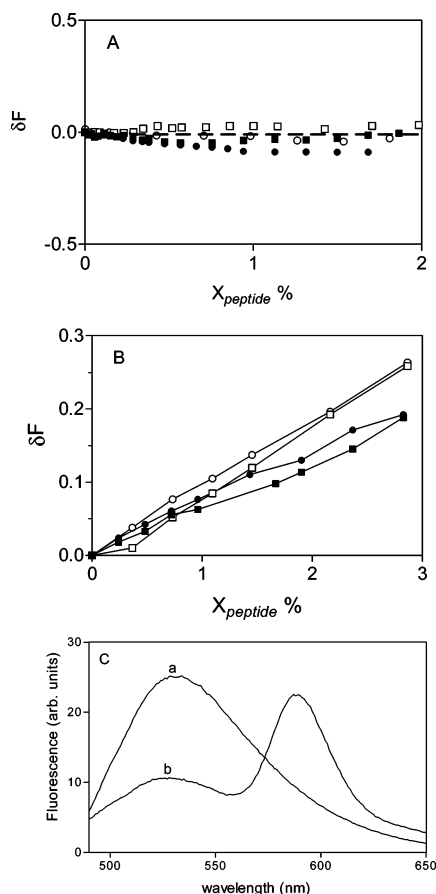 A
0.5
0.0
-0.5
δF
0 1 2
Xpeptide %
B
0.3
0.2
0.1
0.0
δF
0 1 2 3
Xpeptide %
C
30
20
10
0
Fluorescence (arb. units)
a
b
500 550 600 650
wavelength (nm)